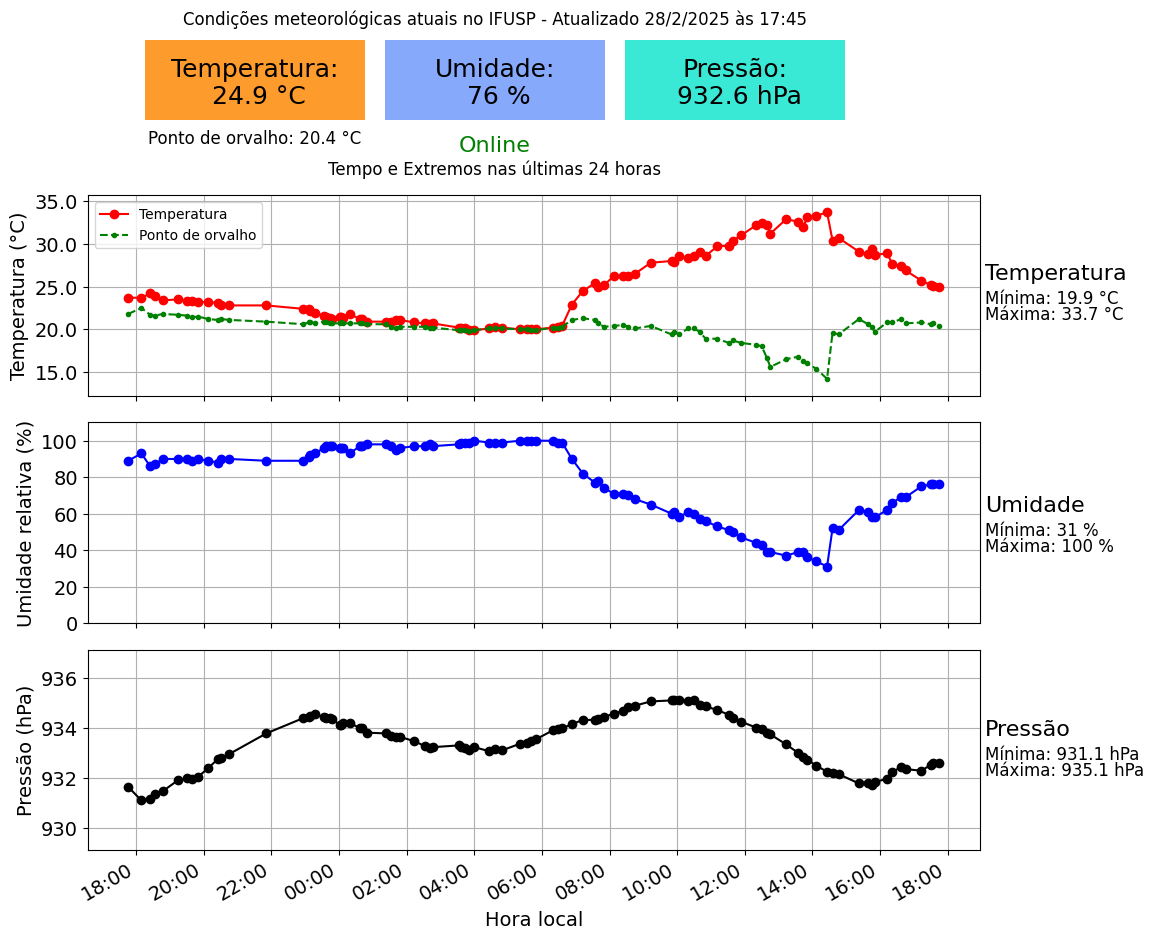 Condições meteorológicas atuais no IFUSP - Atualizado 28/2/2025 às 17:45
Temperatura:
24.9 °C
Umidade:
76 %
Pressão:
932.6 hPa
Ponto de orvalho: 20.4 °C
Online
Tempo e Extremos nas últimas 24 horas
Temperatura (°C)
35.0
30.0
25.0
20.0
15.0
Temperatura
Ponto de orvalho
Temperatura
Mínima: 19.9 °C
Máxima: 33.7 °C
Umidade relativa (%)
100
80
60
40
20
0
Umidade
Mínima: 31 %
Máxima: 100 %
Pressão (hPa)
936
934
932
930
Pressão
Mínima: 931.1 hPa
Máxima: 935.1 hPa
18:00
20:00
22:00
00:00
02:00
04:00
06:00
08:00
10:00
12:00
14:00
16:00
18:00
Hora local